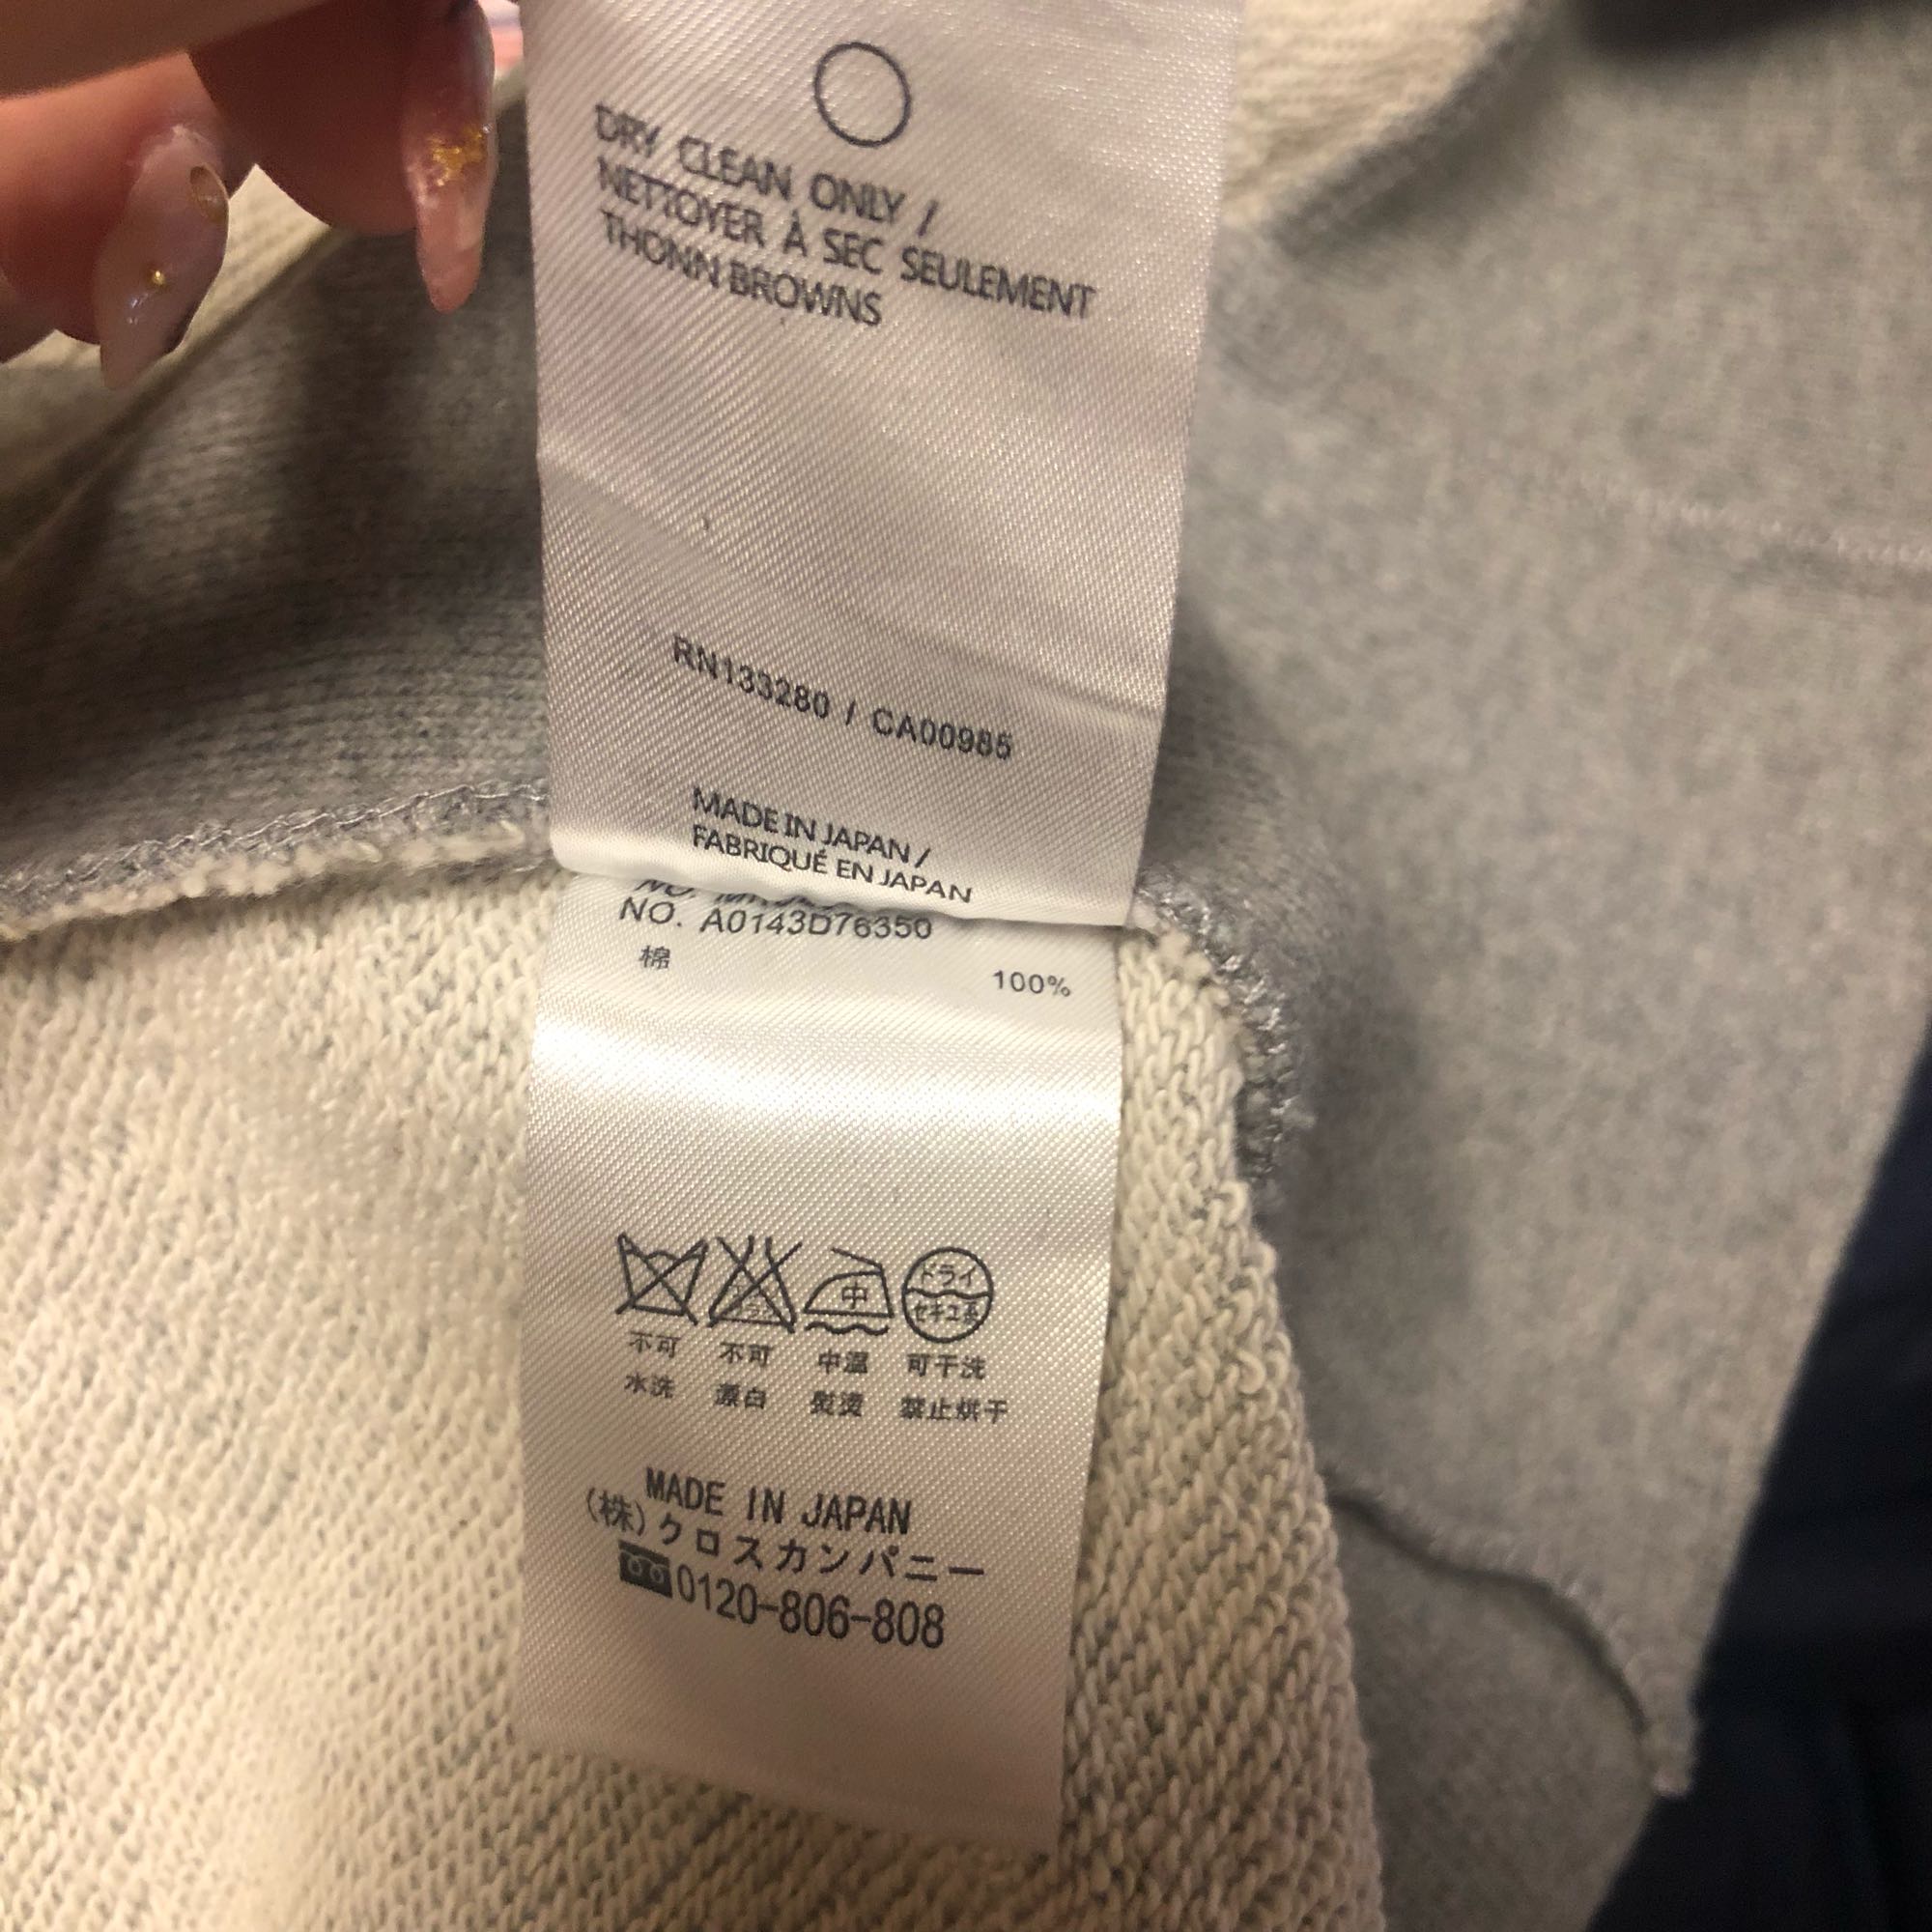 DRY CLEAN ONLY /
NETTOYER À SEC SEULEMENT
THONN BROWNS
RN133280 / CA00985
MADE IN JAPAN /
FABRIQUÉ EN JAPAN
NO.
NO. A0143D76350
棉 100%
中 ドライ
セキユ系
不可 不可 中温 可干洗
水洗 漂白 熨烫 禁止烘干
MADE IN JAPAN
(株)クロスカンパニー
0120-806-808